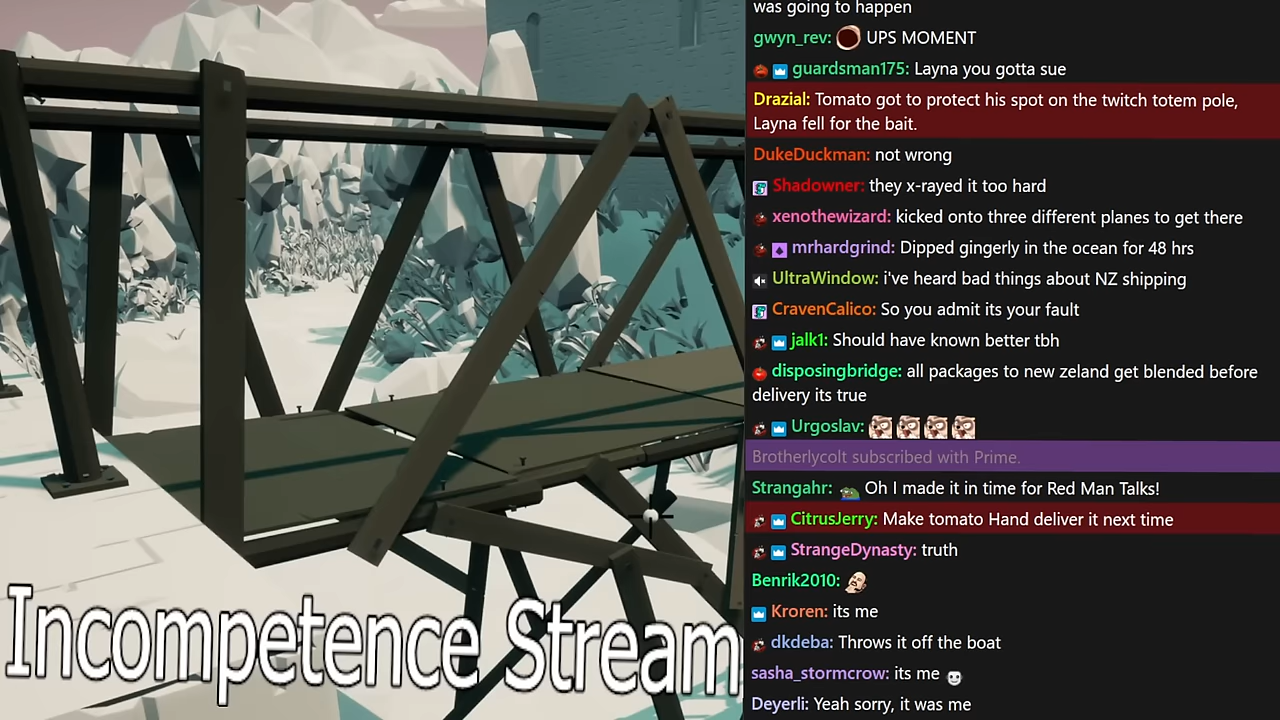 was going to happen
gwyn_rev: UPS MOMENT
guardsman175: Layna you gotta sue
Drazial: Tomato got to protect his spot on the twitch totem pole,
Layna fell for the bait.
DukeDuckman: not wrong
Shadowner: they x-rayed it too hard
xenothewizard: kicked onto three different planes to get there
mrhardgrind: Dipped gingerly in the ocean for 48 hrs
UltraWindow: i've heard bad things about NZ shipping
CravenCalico: So you admit its your fault
jalk1: Should have known better tbh
disposingbridge: all packages to new zeland get blended before
delivery its true
Urgoslav:
Brotherlycolt subscribed with Prime.
Strangahr: Oh I made it in time for Red Man Talks!
CitrusJerry: Make tomato Hand deliver it next time
StrangeDynasty: truth
Benrik2010:
Kroren: its me
dkdeba: Throws it off the boat
sasha_stormcrow: its me
Deyerli: Yeah sorry, it was me
Incompetence Stream